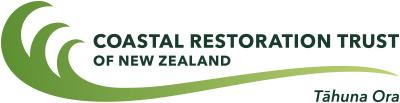 COASTAL RESTORATION TRUST
OF NEW ZEALAND
Tāhuna Ora